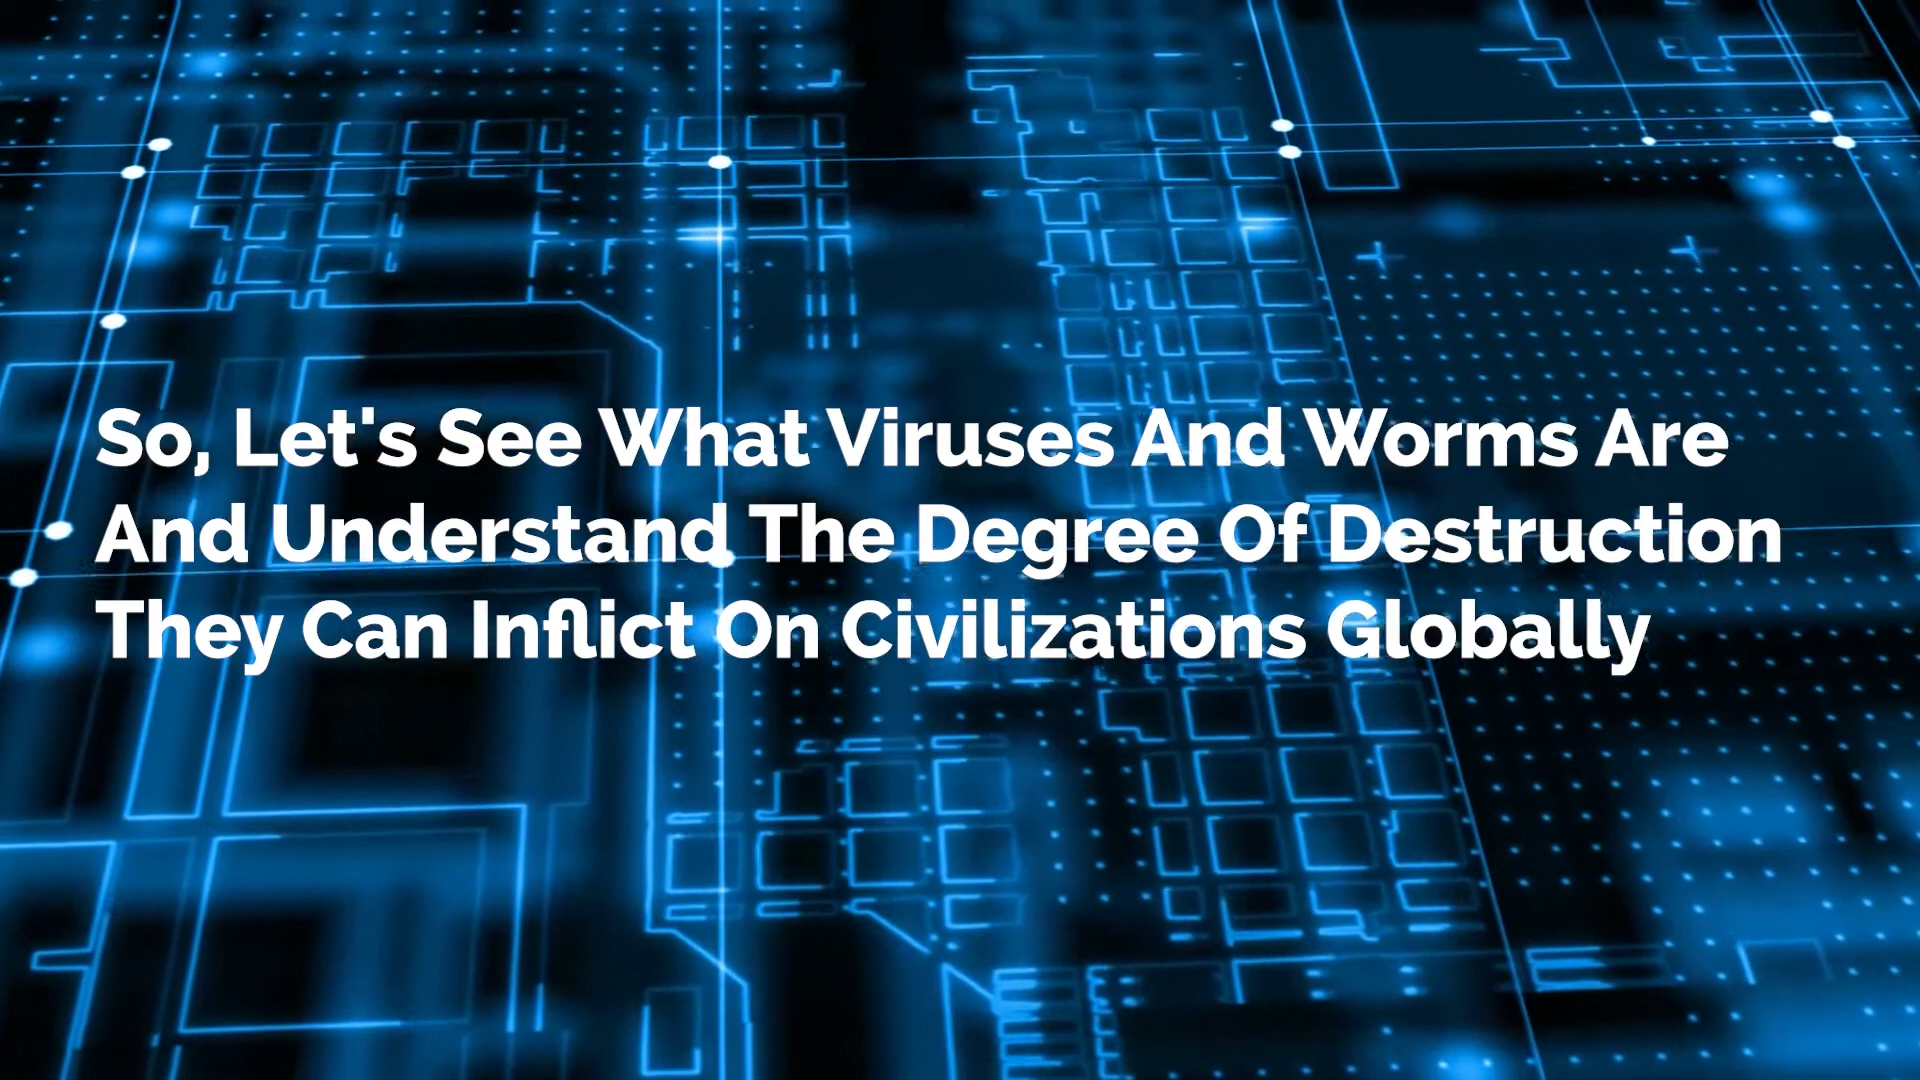 So, Let's See What Viruses And Worms Are
And Understand The Degree Of Destruction
They Can Inflict On Civilizations Globally